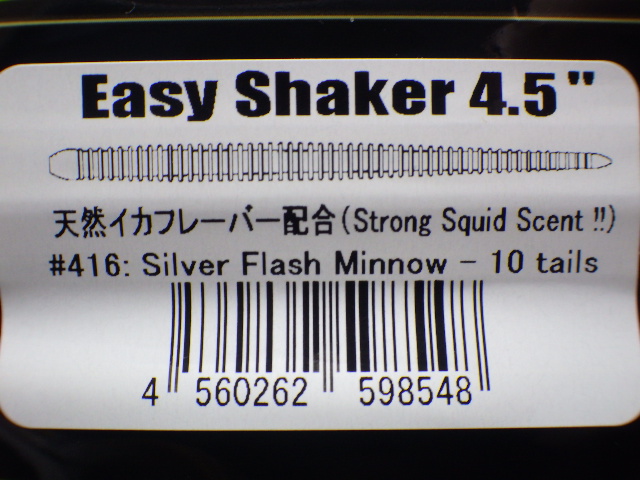 Easy Shaker 4.5"
天然イカフレーバー配合(Strong Squid Scent !!)
#416: Silver Flash Minnow - 10 tails
4 560262 598548